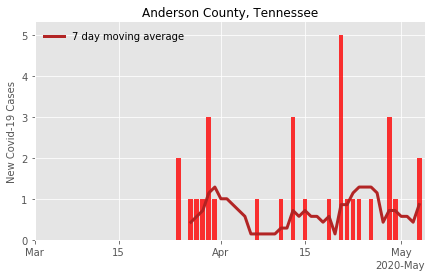 Anderson County, Tennessee
7 day moving average
New Covid-19 Cases
5
4
3
2
1
0
Mar
15
Apr
15
May
2020-May